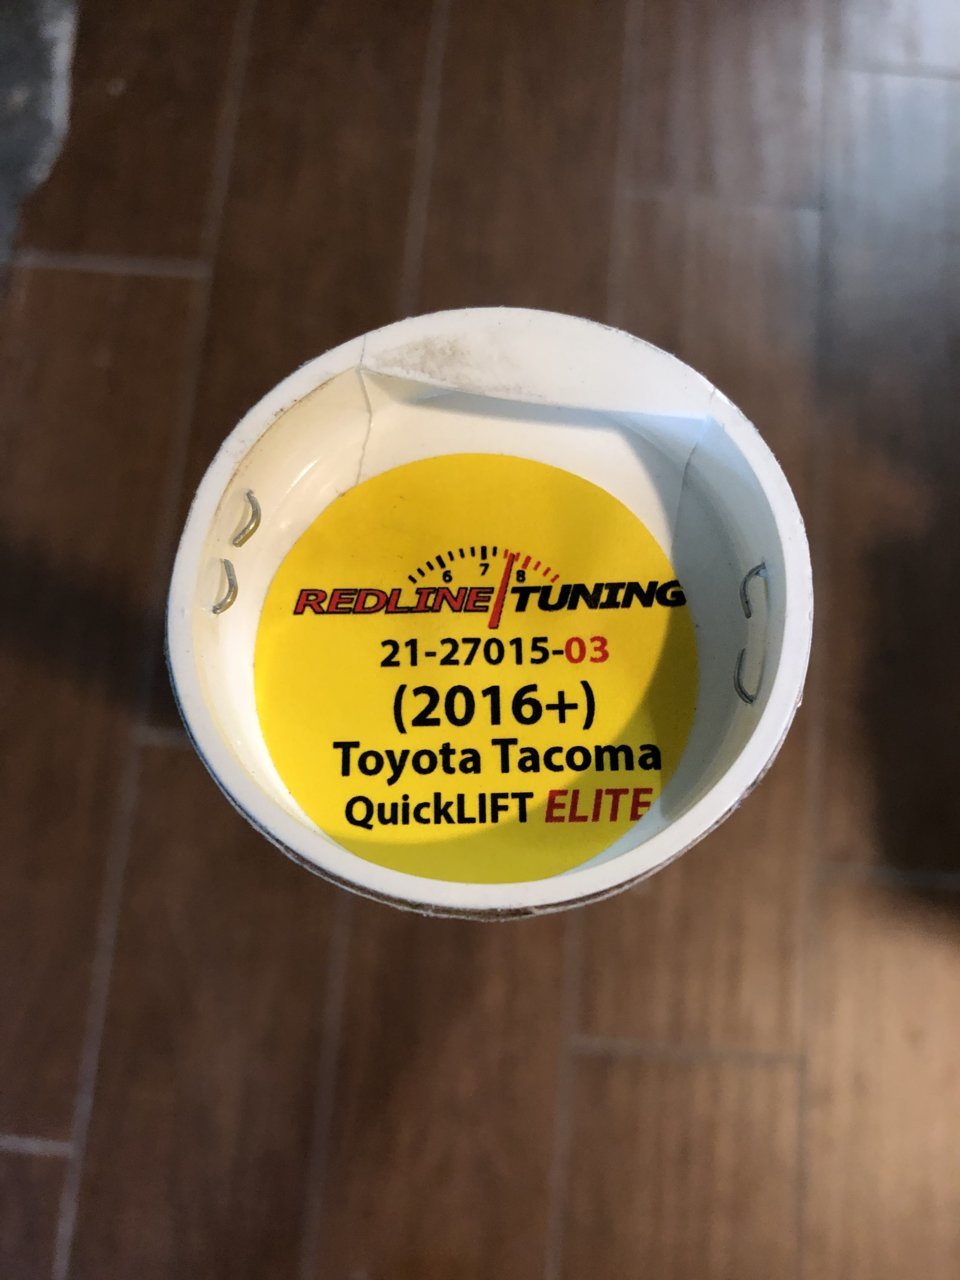 6 7 8
REDLINE TUNING
21-27015-03
(2016+)
Toyota Tacoma
QuickLIFT ELITE